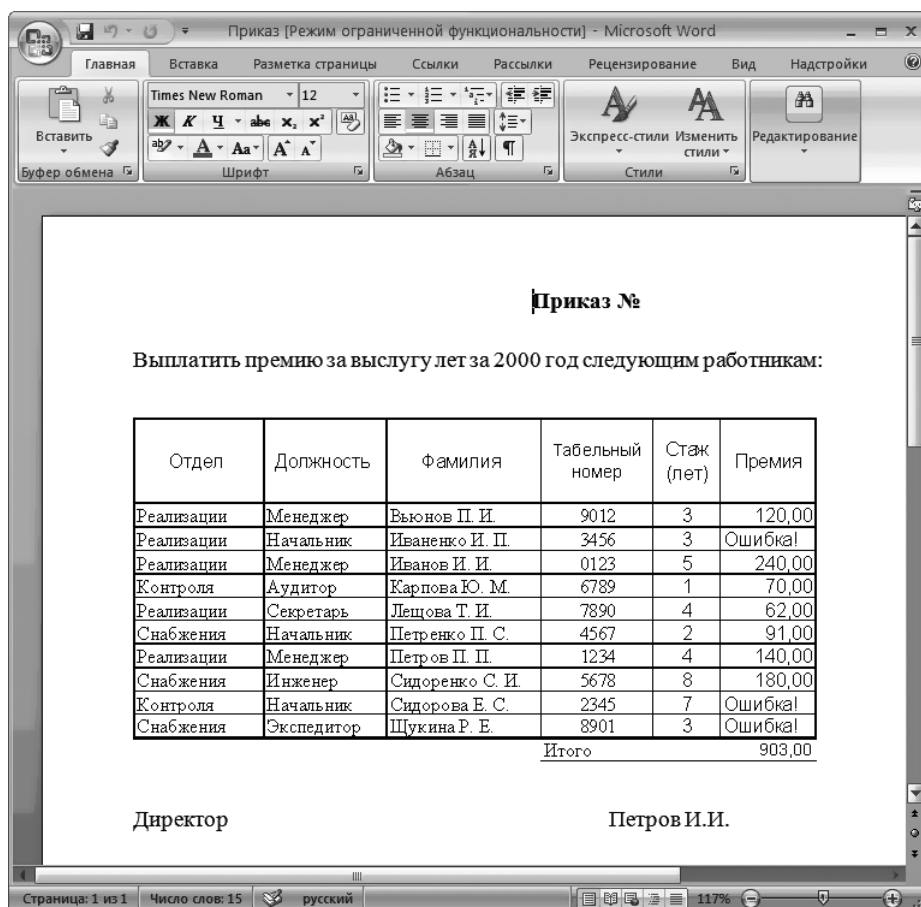 Приказ [Режим ограниченной функциональности] - Microsoft Word
Главная Вставка Разметка страницы Ссылки Рассылки Рецензирование Вид Надстройки
Times New Roman 12
Вставить
Ж К Ч abc x₂ x²
ab Aa A A
Экспресс-стили Изменить стили
Редактирование
Буфер обмена Шрифт Абзац Стили
Приказ №
Выплатить премию за выслугу лет за 2000 год следующим работникам:
Отдел Должность Фамилия Табельный номер Стаж (лет) Премия
Реализации Менеджер Вьюнов П. И. 9012 3 120,00
Реализации Начальник Иваненко И. П. 3456 3 Ошибка!
Реализации Менеджер Иванов И. И. 0123 5 240,00
Контроля Аудитор Карпова Ю. М. 6789 1 70,00
Реализации Секретарь Лещова Т. И. 7890 4 62,00
Снабжения Начальник Петренко П. С. 4567 2 91,00
Реализации Менеджер Петров П. П. 1234 4 140,00
Снабжения Инженер Сидоренко С. И. 5678 8 180,00
Контроля Начальник Сидорова Е. С. 2345 7 Ошибка!
Снабжения Экспедитор Щукина Р. Е. 8901 3 Ошибка!
Итого 903,00
Директор Петров И.И.
Страница: 1 из 1 Число слов: 15 русский 117%